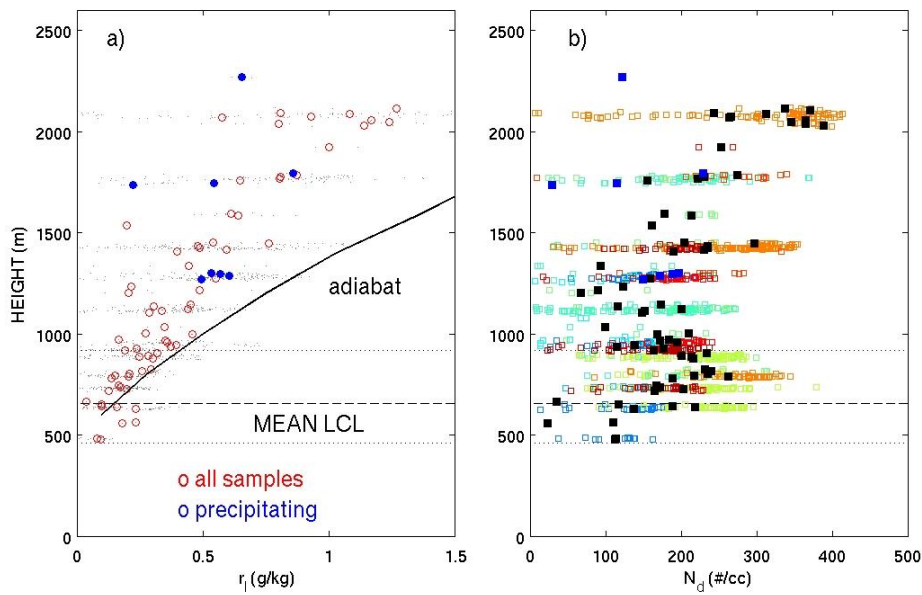 a)
b)
2500
2000
1500
1000
500
0
HEIGHT (m)
adiabat
MEAN LCL
o all samples
o precipitating
0
0.5
1
1.5
r_l (g/kg)
2500
2000
1500
1000
500
0
0
100
200
300
400
500
N_d (#/cc)